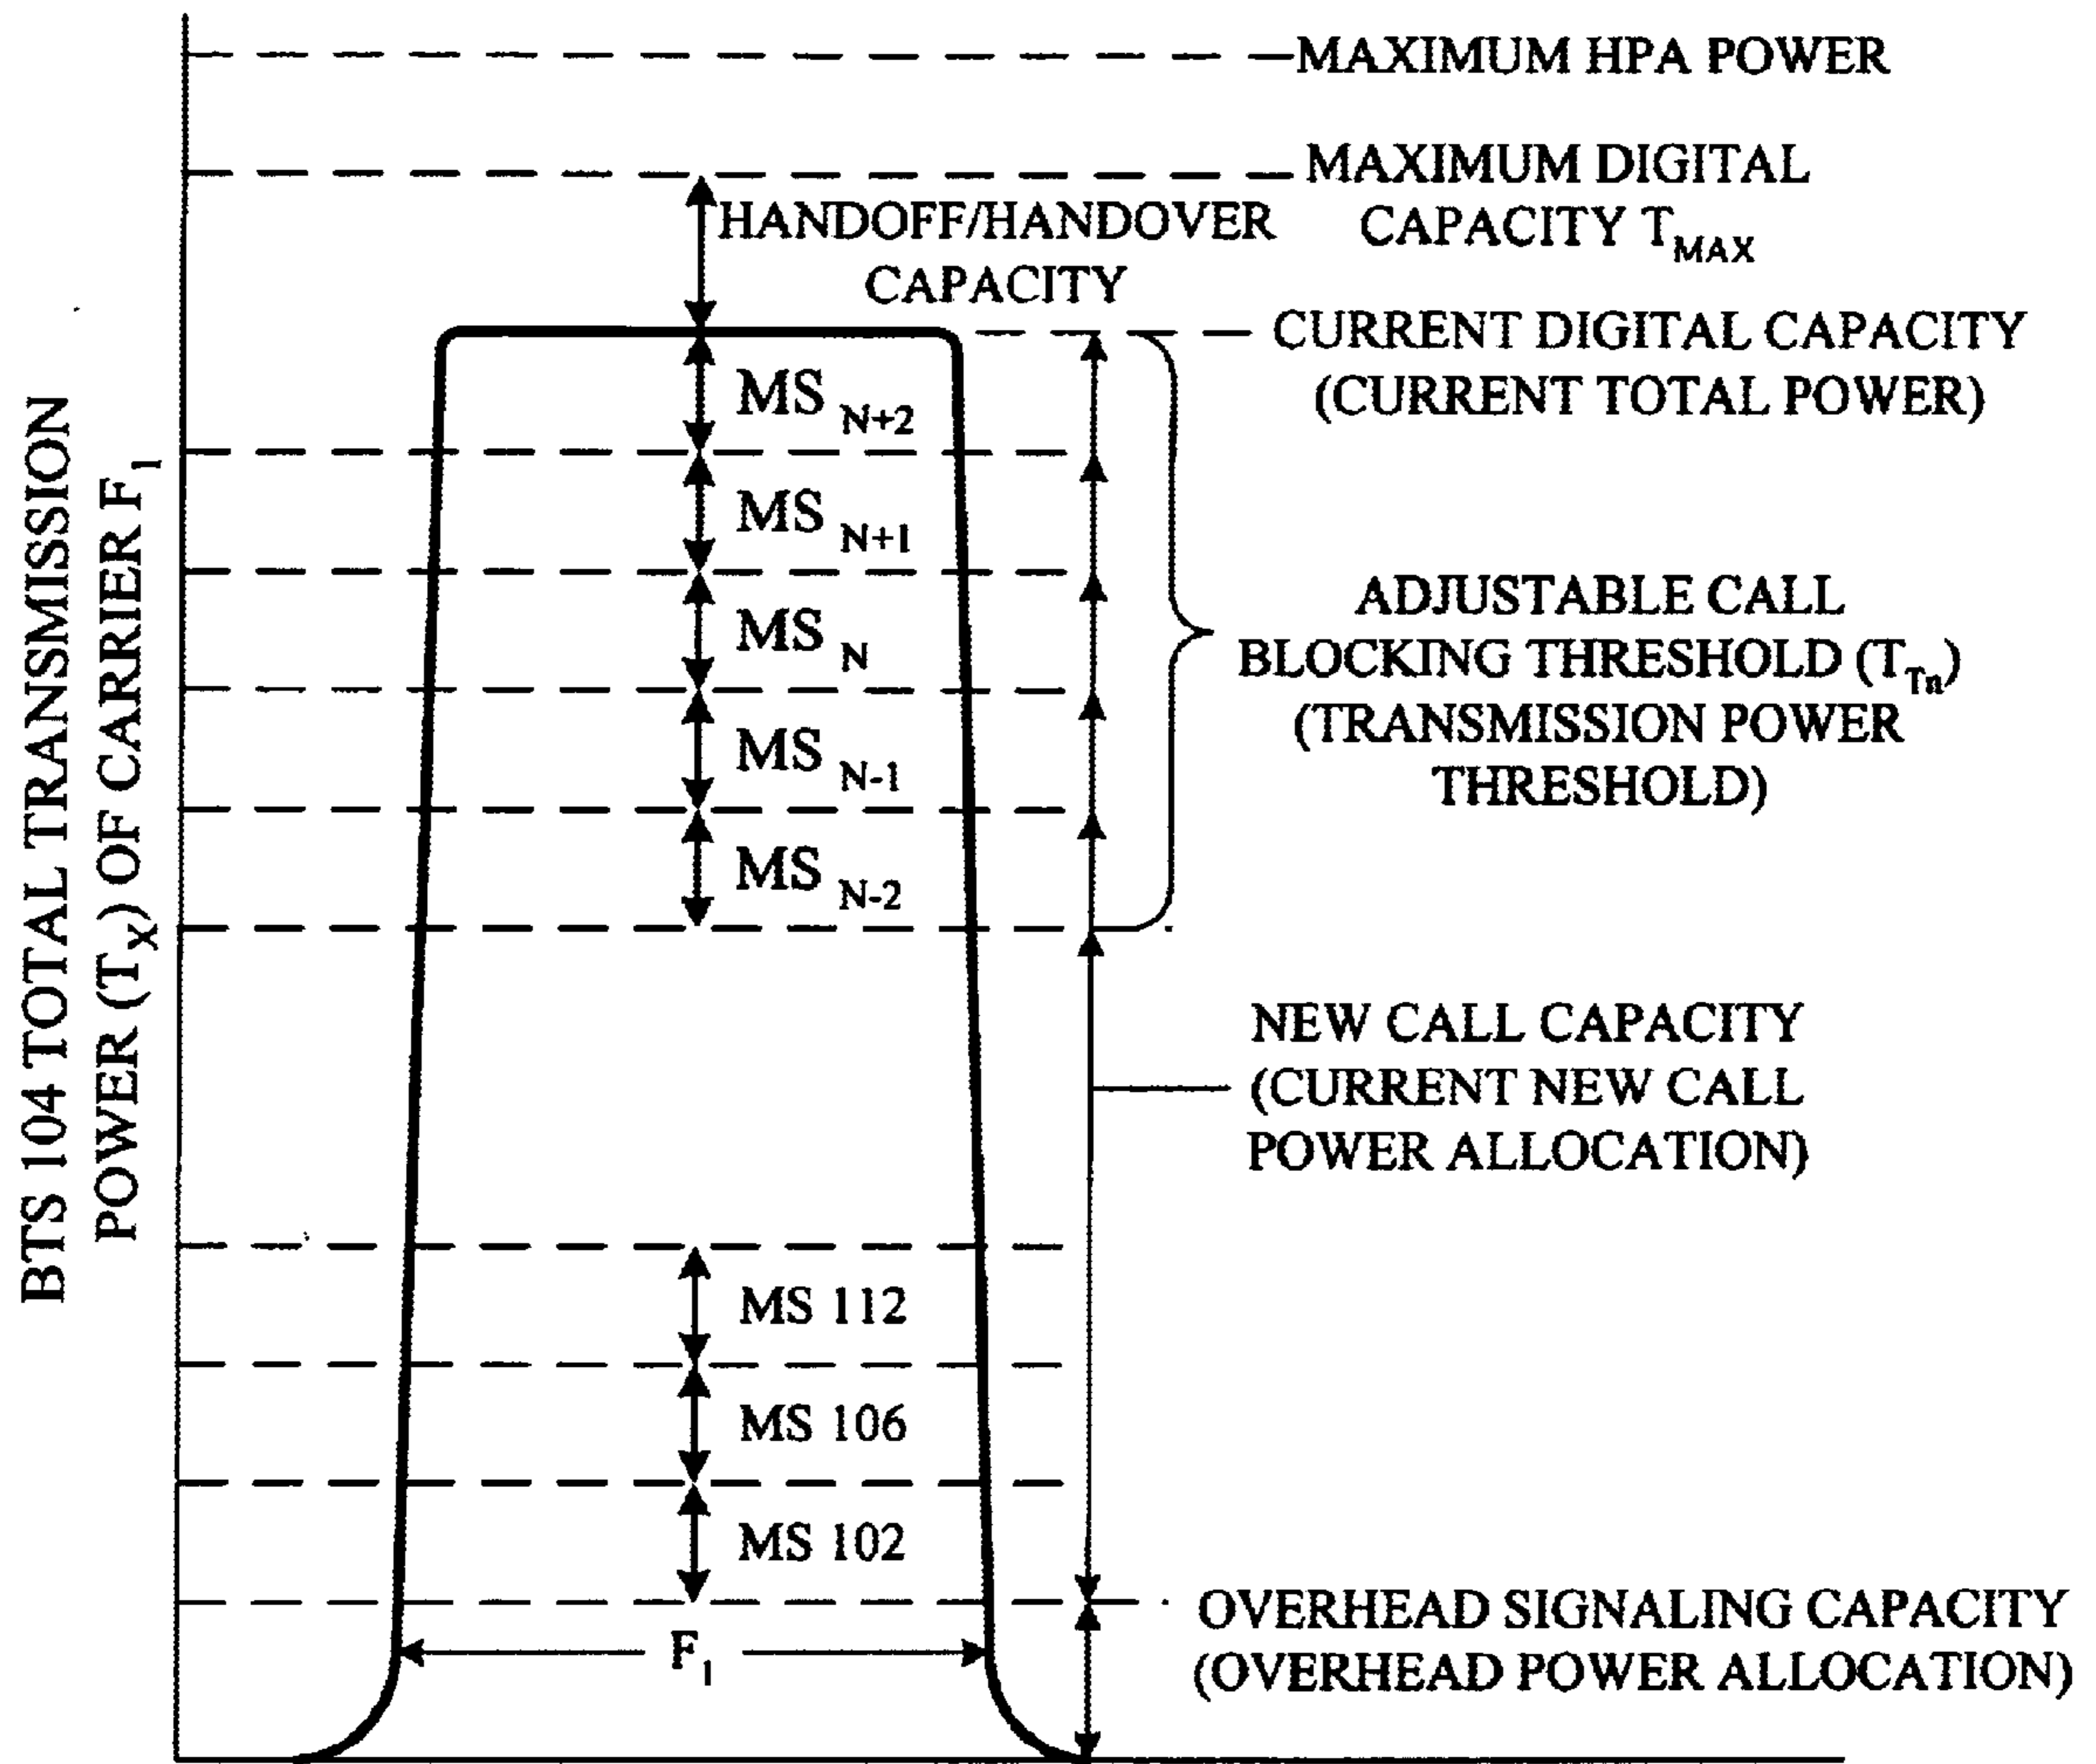 MAXIMUM HPA POWER
MAXIMUM DIGITAL
CAPACITY T_MAX
HANDOFF/HANDOVER
CAPACITY
CURRENT DIGITAL CAPACITY
(CURRENT TOTAL POWER)
MS N+2
MS N+1
MS N
MS N-1
MS N-2
ADJUSTABLE CALL
BLOCKING THRESHOLD (T_Tn)
(TRANSMISSION POWER
THRESHOLD)
NEW CALL CAPACITY
(CURRENT NEW CALL
POWER ALLOCATION)
MS 112
MS 106
MS 102
OVERHEAD SIGNALING CAPACITY
(OVERHEAD POWER ALLOCATION)
F_1
BTS 104 TOTAL TRANSMISSION
POWER (T_X) OF CARRIER F_1